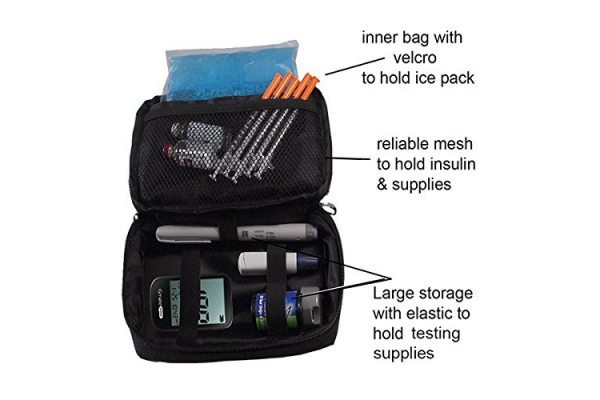 inner bag with
velcro
to hold ice pack
reliable mesh
to hold insulin
& supplies
Large storage
with elastic to
hold testing
supplies